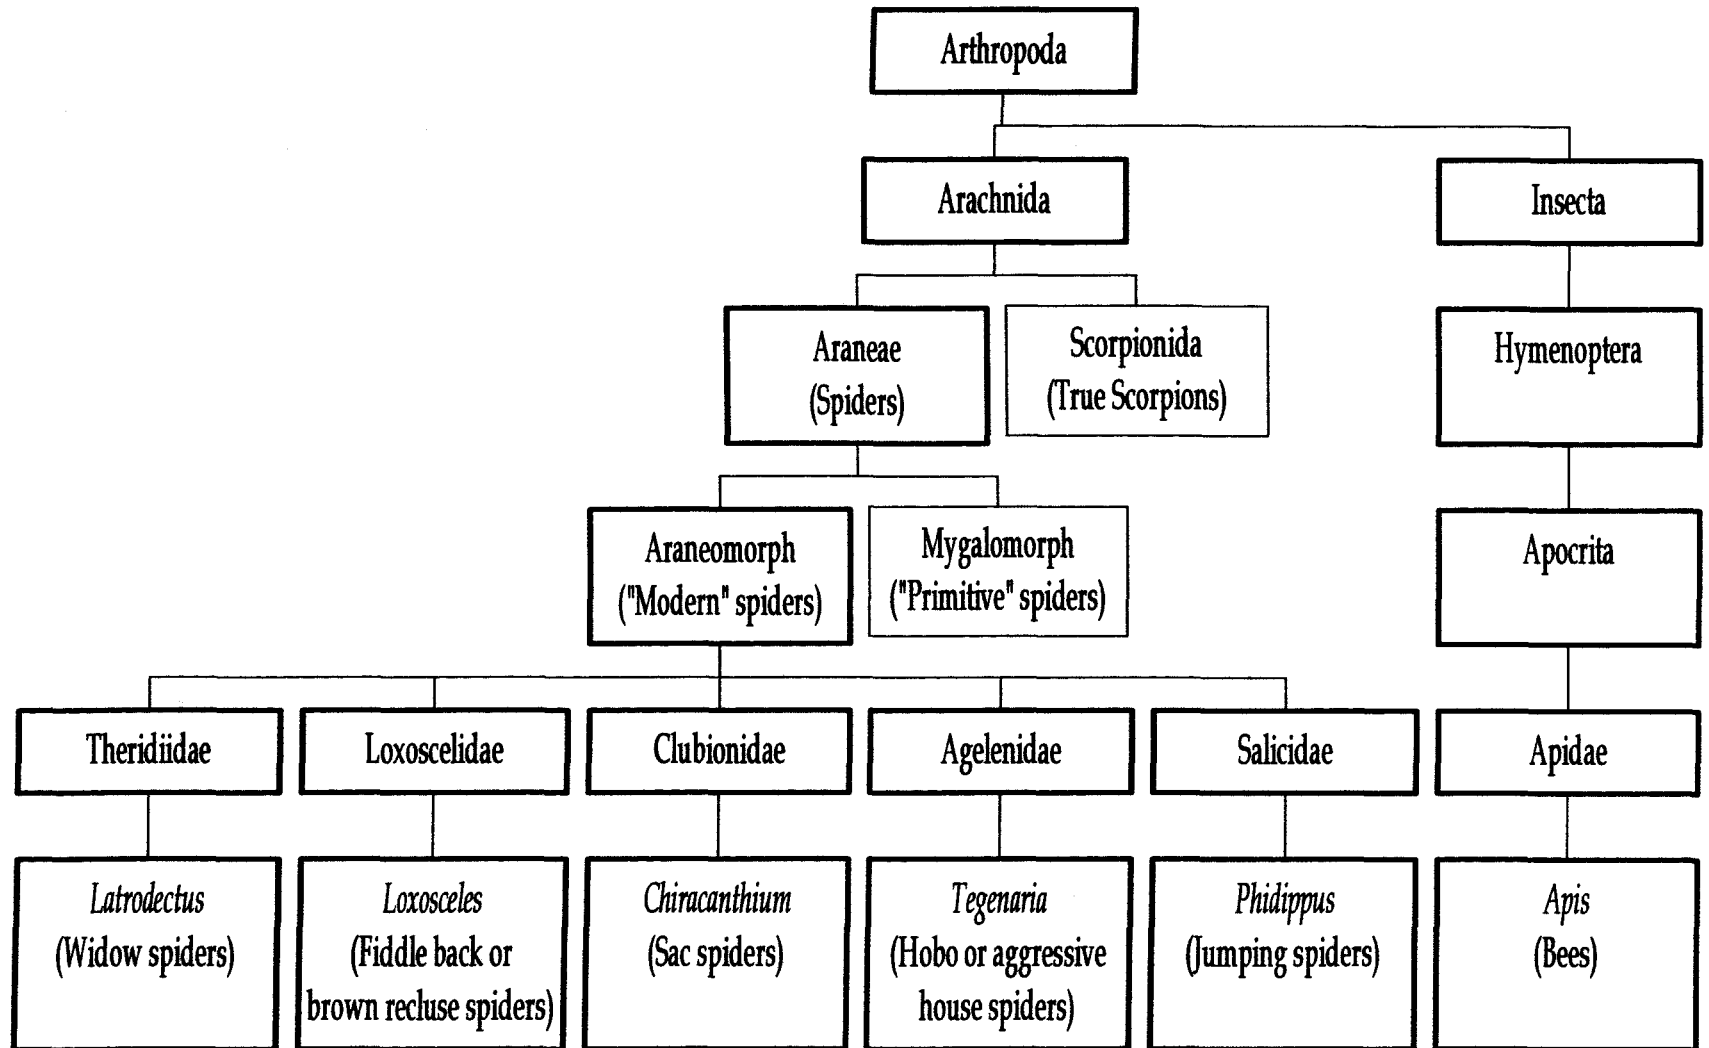 Arthropoda
Arachnida
Insecta
Araneae
(Spiders)
Scorpionida
(True Scorpions)
Hymenoptera
Araneomorph
("Modern" spiders)
Mygalomorph
("Primitive" spiders)
Apocrita
Theridiidae
Loxoscelidae
Clubionidae
Agelenidae
Salicidae
Apidae
Latrodectus
(Widow spiders)
Loxosceles
(Fiddle back or
brown recluse spiders)
Chiracanthium
(Sac spiders)
Tegenaria
(Hobo or aggressive
house spiders)
Phidippus
(Jumping spiders)
Apis
(Bees)